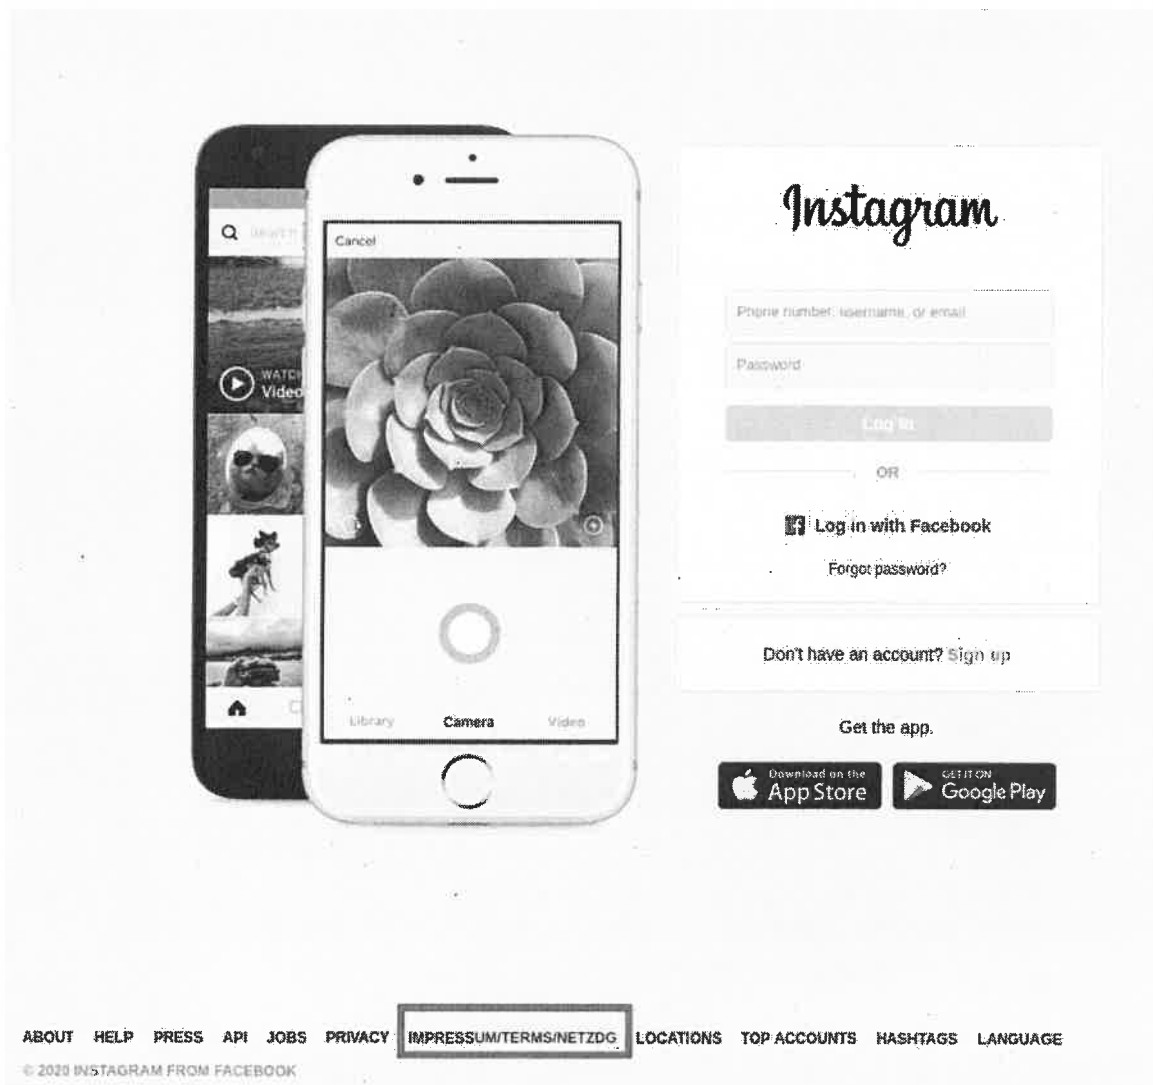 Instagram
Search
Cancel
WATCH
Video
Library
Camera
Video
Phone number, username, or email
Password
Log In
OR
Log in with Facebook
Forgot password?
Don't have an account? Sign up
Get the app.
Download on the
App Store
GET IT ON
Google Play
ABOUT HELP PRESS API JOBS PRIVACY IMPRESSUM/TERMS/NETZDG LOCATIONS TOP ACCOUNTS HASHTAGS LANGUAGE
© 2020 INSTAGRAM FROM FACEBOOK